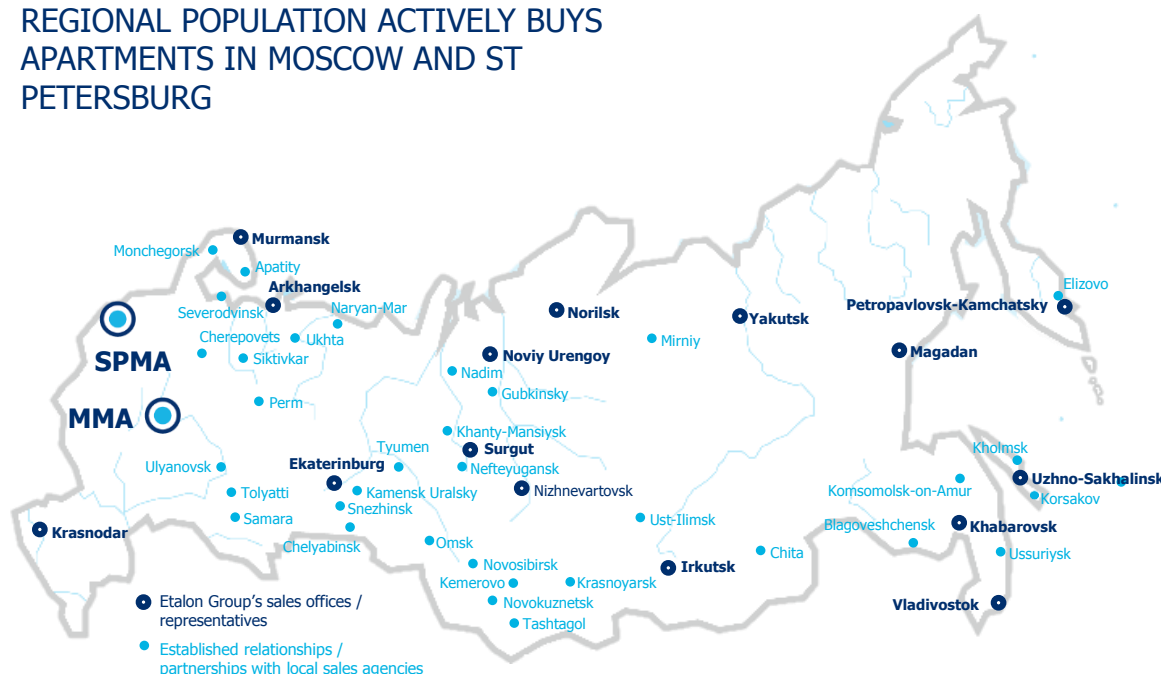 REGIONAL POPULATION ACTIVELY BUYS
APARTMENTS IN MOSCOW AND ST
PETERSBURG
Murmansk
Monchegorsk
Apatity
Arkhangelsk
Severodvinsk
Naryan-Mar
Cherepovets
Ukhta
Siktivkar
SPMA
Perm
MMA
Norilsk
Yakutsk
Mirniy
Noviy Urengoy
Nadim
Gubkinsky
Elizovo
Petropavlovsk-Kamchatsky
Magadan
Khanty-Mansiysk
Tyumen
Surgut
Ekaterinburg
Nefteyugansk
Ulyanovsk
Kamensk Uralsky
Nizhnevartovsk
Tolyatti
Snezhinsk
Samara
Chelyabinsk
Krasnodar
Omsk
Ust-Ilimsk
Novosibirsk
Chita
Kemerovo
Krasnoyarsk
Irkutsk
Novokuznetsk
Tashtagol
Kholmsk
Uzhno-Sakhalinsk
Komsomolsk-on-Amur
Korsakov
Blagoveshchensk
Khabarovsk
Ussuriysk
Vladivostok
Etalon Group's sales offices /
representatives
Established relationships /
partnerships with local sales agencies